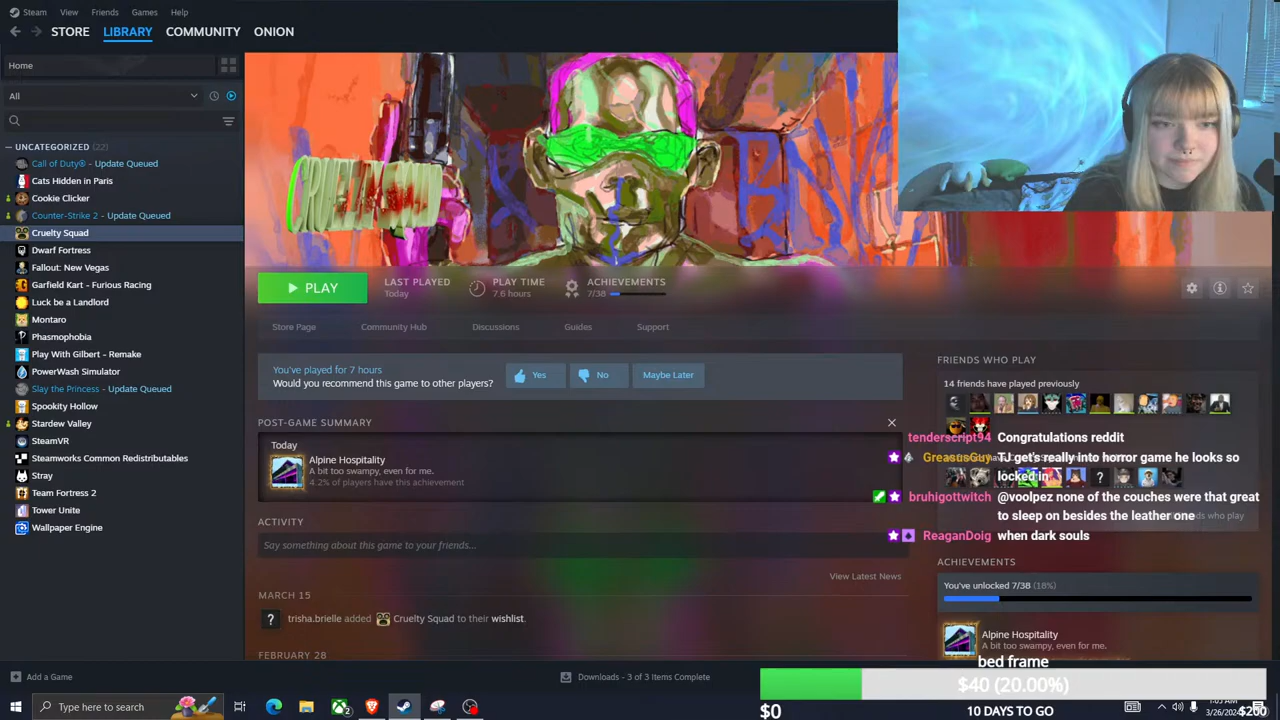 Steam View Friends Games Help
STORE LIBRARY COMMUNITY ONION
Home
All
UNCATEGORIZED (22)
Call of Duty® - Update Queued
Cats Hidden in Paris
Cookie Clicker
Counter-Strike 2 - Update Queued
Cruelty Squad
Dwarf Fortress
Fallout: New Vegas
Garfield Kart - Furious Racing
Luck be a Landlord
Montaro
Phasmophobia
Play With Gilbert - Remake
PowerWash Simulator
Slay the Princess - Update Queued
Spookity Hollow
Stardew Valley
SteamVR
Steamworks Common Redistributables
Stray
Team Fortress 2
Tower Unite
Wallpaper Engine
PLAY
LAST PLAYED
Today
PLAY TIME
7.6 hours
ACHIEVEMENTS
7/38
Store Page Community Hub Discussions Guides Support
You've played for 7 hours
Would you recommend this game to other players?
Yes No Maybe Later
POST-GAME SUMMARY
Today
Alpine Hospitality
A bit too swampy, even for me.
4.2% of players have this achievement
ACTIVITY
Say something about this game to your friends...
View Latest News
MARCH 15
trisha.brielle added Cruelty Squad to their wishlist.
FEBRUARY 28
FRIENDS WHO PLAY
14 friends have played previously
tenderscript94 Congratulations reddit
GreasusGuy TJ get's really into horror game he looks so
locked in
bruhigottwitch @voolpez none of the couches were that great
to sleep on besides the leather one
who play
ReaganDoig when dark souls
ACHIEVEMENTS
You've unlocked 7/38 (18%)
Alpine Hospitality
A bit too swampy, even for me.
bed frame
$40 (20.00%)
$0 10 DAYS TO GO $200
Add a Game
Downloads - 3 of 3 Items Complete
Type here to search